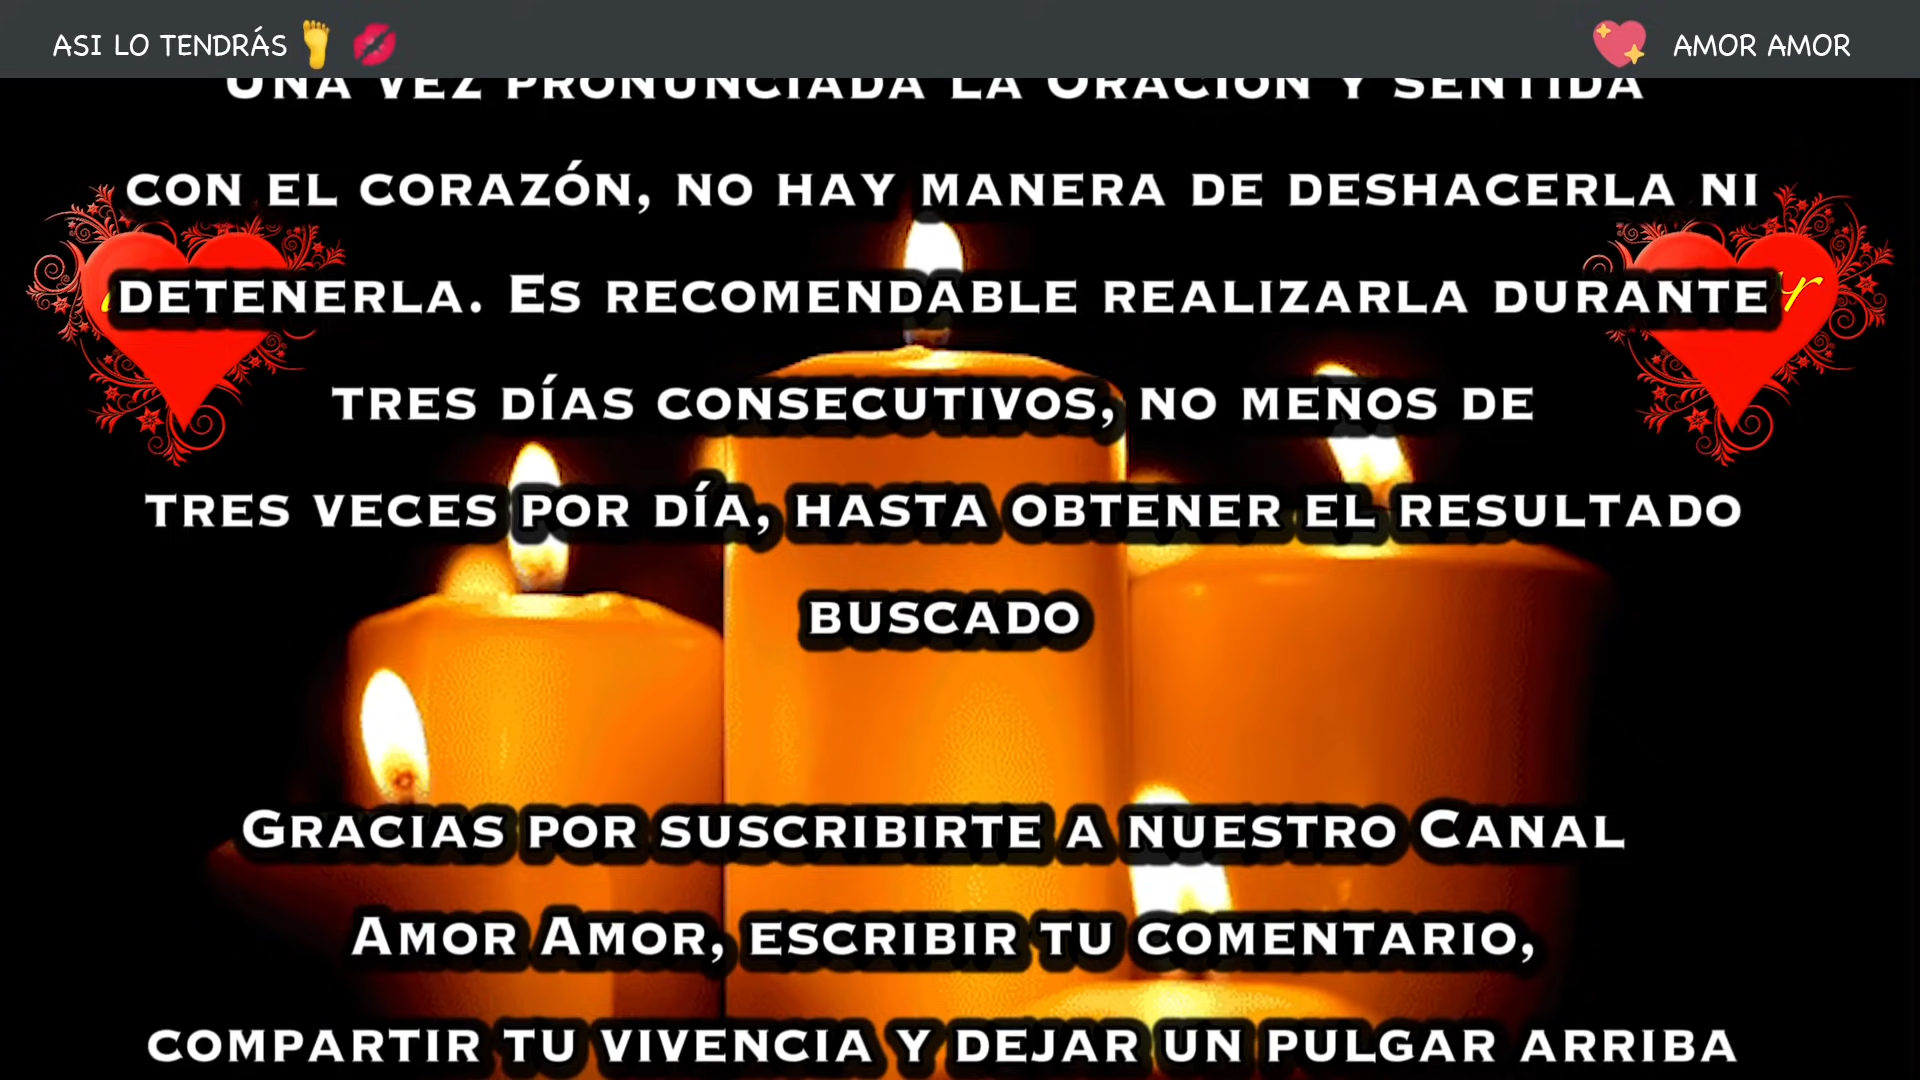 ASI LO TENDRÁS
AMOR AMOR
UNA VEZ PRONUNCIADA LA ORACIÓN Y SENTIDA
CON EL CORAZÓN, NO HAY MANERA DE DESHACERLA NI
DETENERLA. ES RECOMENDABLE REALIZARLA DURANTE
TRES DÍAS CONSECUTIVOS, NO MENOS DE
TRES VECES POR DÍA, HASTA OBTENER EL RESULTADO
BUSCADO
GRACIAS POR SUSCRIBIRTE A NUESTRO CANAL
AMOR AMOR, ESCRIBIR TU COMENTARIO,
COMPARTIR TU VIVENCIA Y DEJAR UN PULGAR ARRIBA